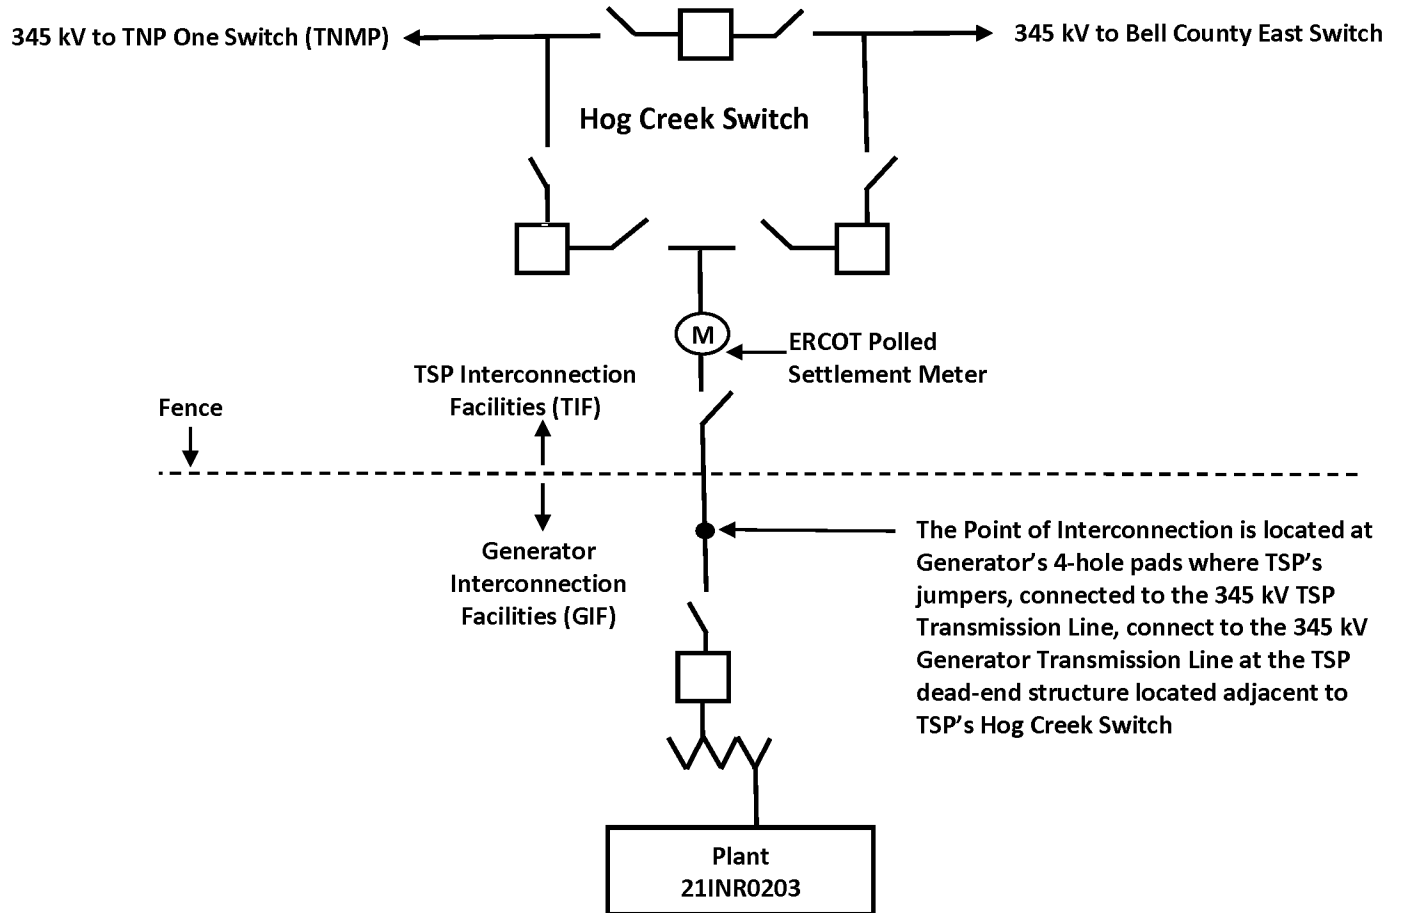 345 kV to TNP One Switch (TNMP)
345 kV to Bell County East Switch
Hog Creek Switch
M
ERCOT Polled
Settlement Meter
TSP Interconnection
Facilities (TIF)
Fence
Generator
Interconnection
Facilities (GIF)
The Point of Interconnection is located at
Generator’s 4-hole pads where TSP’s
jumpers, connected to the 345 kV TSP
Transmission Line, connect to the 345 kV
Generator Transmission Line at the TSP
dead-end structure located adjacent to
TSP’s Hog Creek Switch
Plant
21INR0203